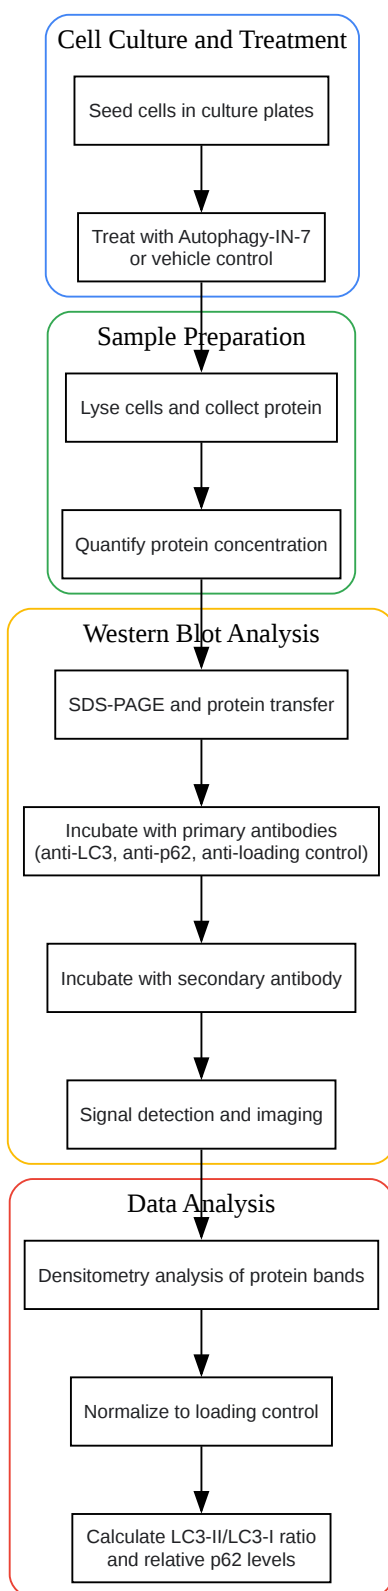 Cell Culture and Treatment
Seed cells in culture plates
Treat with Autophagy-IN-7
or vehicle control
Sample Preparation
Lyse cells and collect protein
Quantify protein concentration
Western Blot Analysis
SDS-PAGE and protein transfer
Incubate with primary antibodies
(anti-LC3, anti-p62, anti-loading control)
Incubate with secondary antibody
Signal detection and imaging
Data Analysis
Densitometry analysis of protein bands
Normalize to loading control
Calculate LC3-II/LC3-I ratio
and relative p62 levels